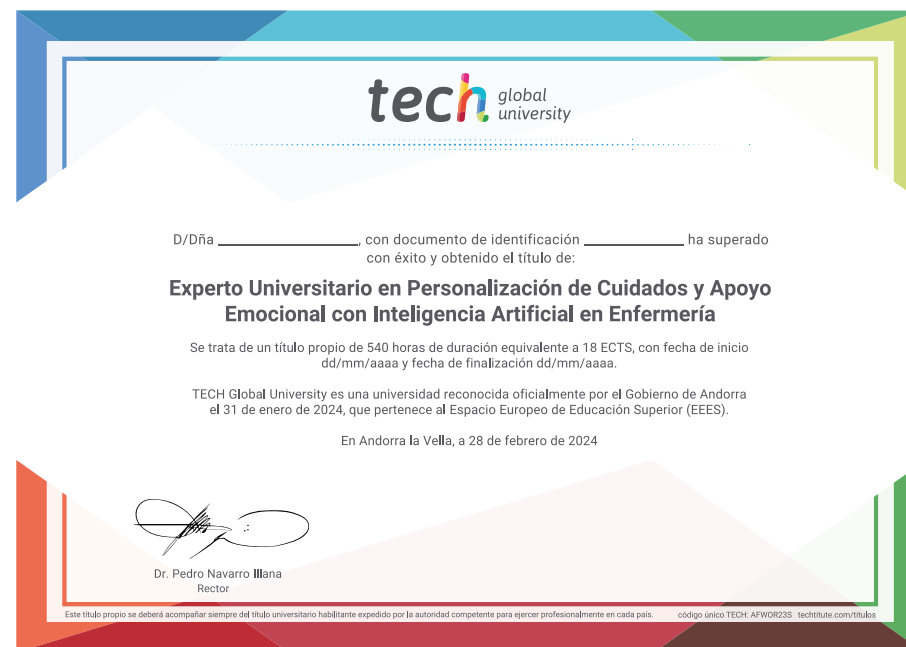 tech global university
D/Dña ____________________, con documento de identificación ______________ ha superado
con éxito y obtenido el título de:
Experto Universitario en Personalización de Cuidados y Apoyo
Emocional con Inteligencia Artificial en Enfermería
Se trata de un título propio de 540 horas de duración equivalente a 18 ECTS, con fecha de inicio
dd/mm/aaaa y fecha de finalización dd/mm/aaaa.
TECH Global University es una universidad reconocida oficialmente por el Gobierno de Andorra
el 31 de enero de 2024, que pertenece al Espacio Europeo de Educación Superior (EEES).
En Andorra la Vella, a 28 de febrero de 2024
Dr. Pedro Navarro Illana
Rector
Este título propio se deberá acompañar siempre del título universitario habilitante expedido por la autoridad competente para ejercer profesionalmente en cada país. código único TECH: AFWOR23S techtitute.com/titulos